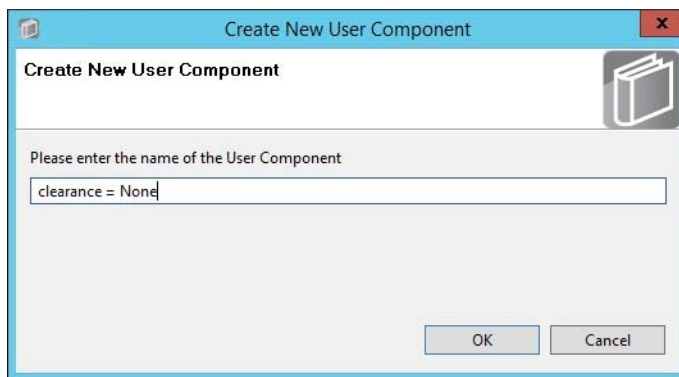 Create New User Component
x
Create New User Component
Please enter the name of the User Component
clearance = None
OK Cancel